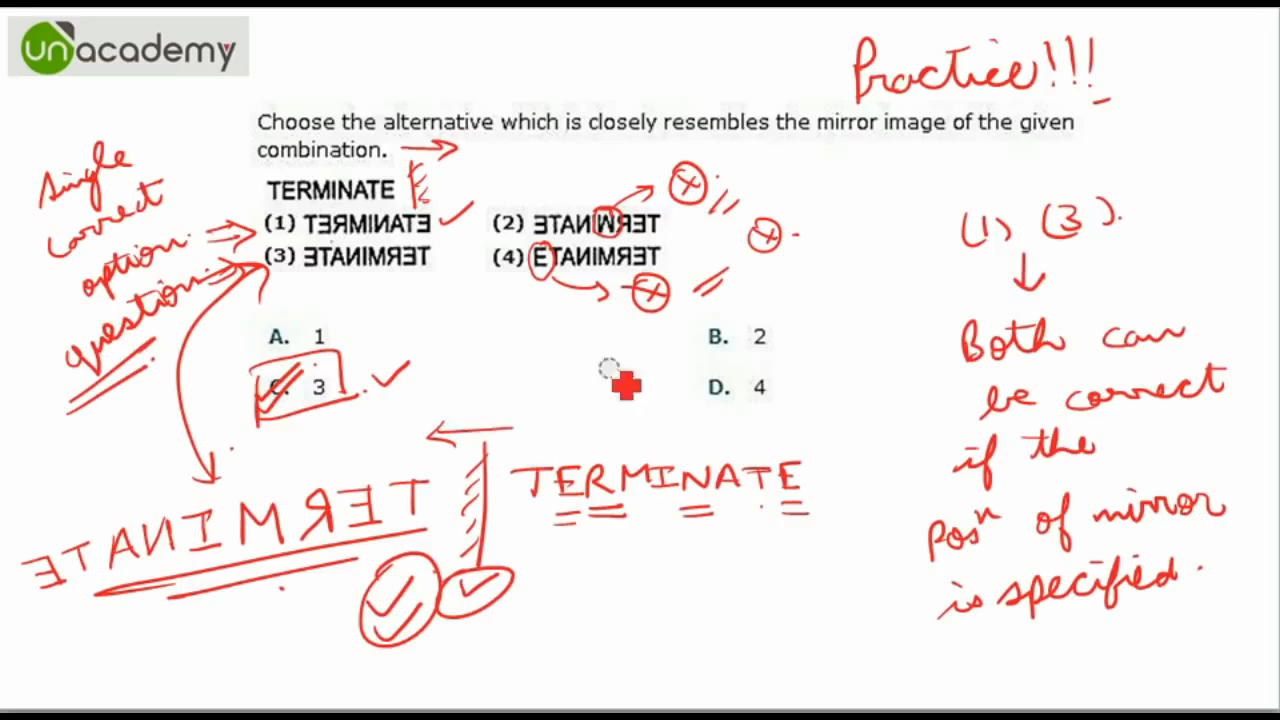 unacademy
Practice!!!
Choose the alternative which is closely resembles the mirror image of the given
combination.
TERMINATE
(1) TƎЯMIИATƎ (2) ƎTAИIWЯƎT
(3) ƎTAИIMЯƎT (4) ETAИIMЯƎT
A. 1 B. 2
C. 3 D. 4
Single
correct
option
question
(1) (3).
Both can
be correct
if the
Posⁿ of mirror
is specified.
ƎTAИIMЯƎT TERMINATE